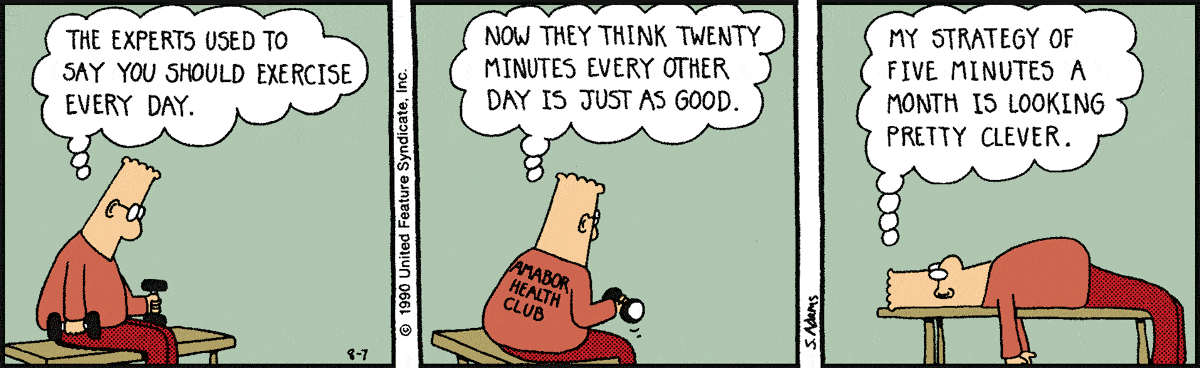 THE EXPERTS USED TO
SAY YOU SHOULD EXERCISE
EVERY DAY.
8-7
© 1990 United Feature Syndicate, Inc.
NOW THEY THINK TWENTY
MINUTES EVERY OTHER
DAY IS JUST AS GOOD.
AMABOR
HEALTH
CLUB
S. Adams
MY STRATEGY OF
FIVE MINUTES A
MONTH IS LOOKING
PRETTY CLEVER.